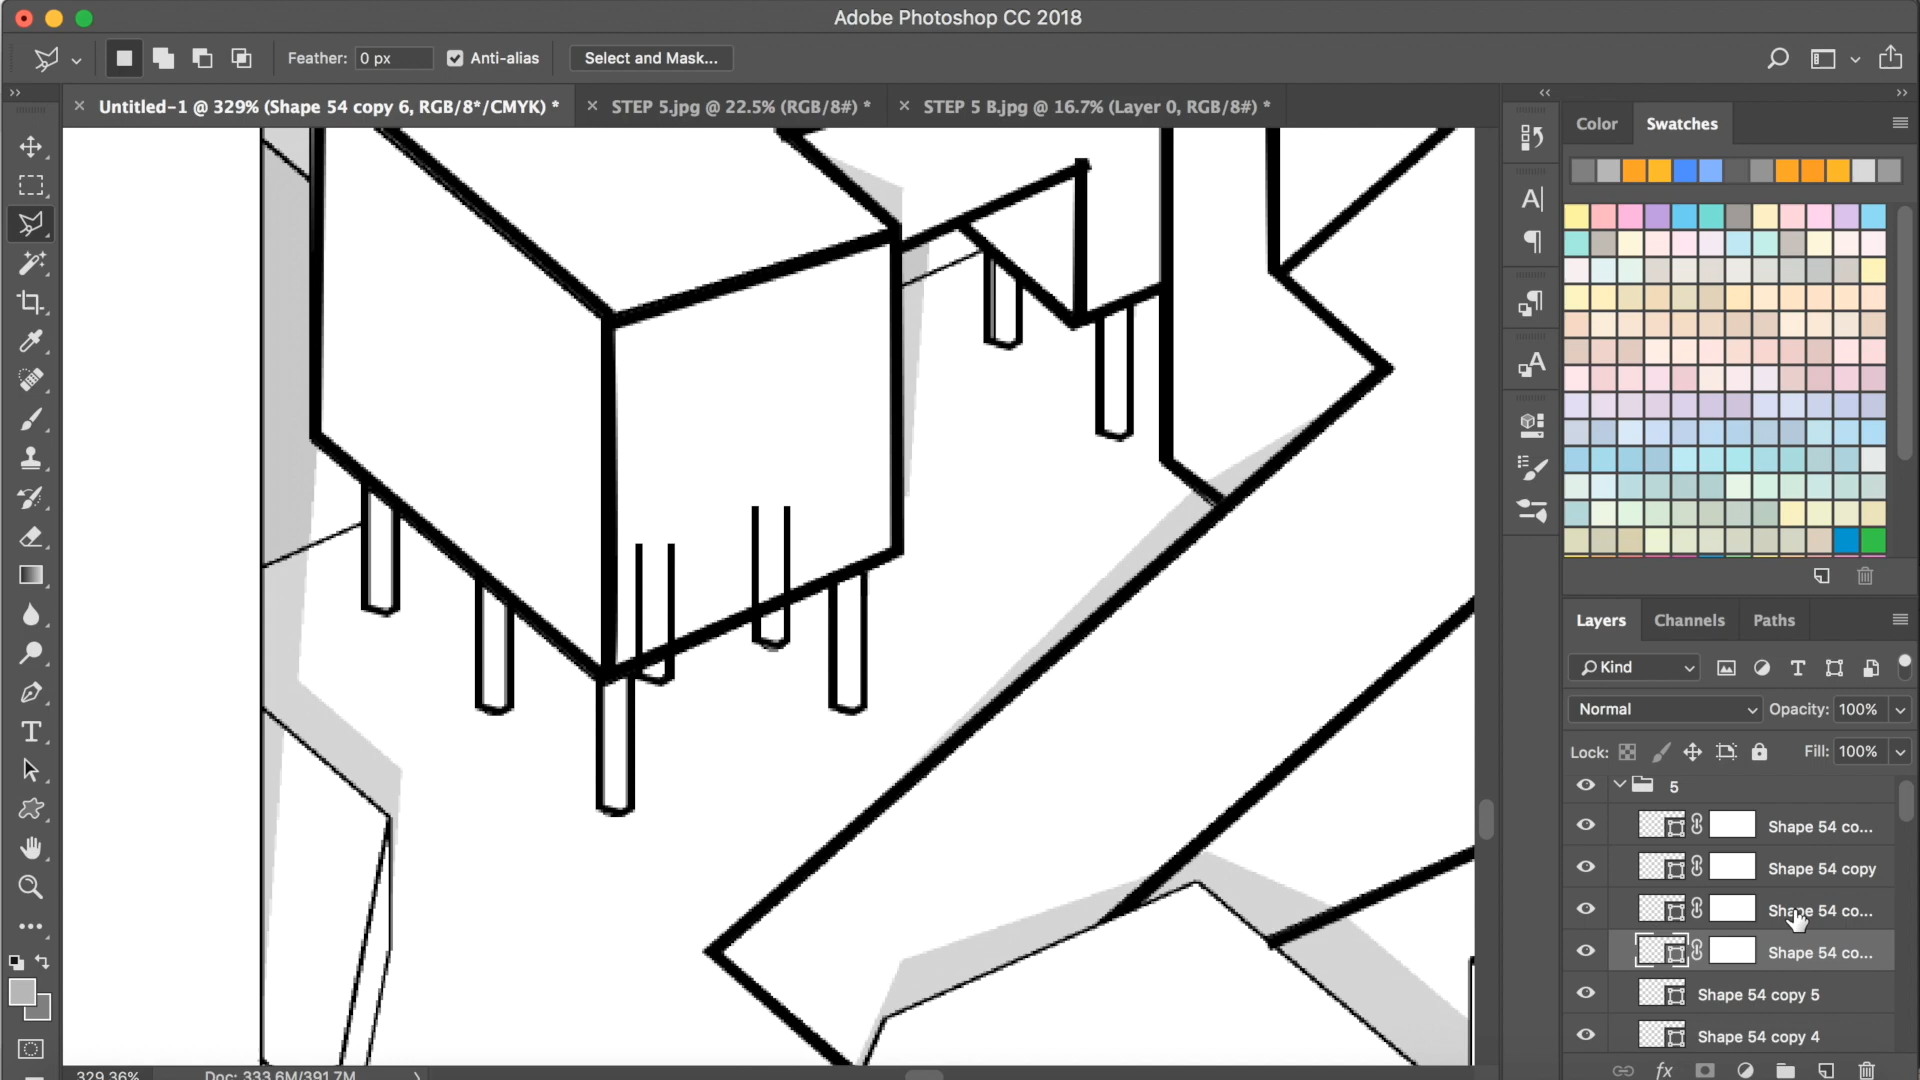 Adobe Photoshop CC 2018
Feather: 0 px Anti-alias Select and Mask...
Untitled-1 @ 329% (Shape 54 copy 6, RGB/8*/CMYK) * STEP 5.jpg @ 22.5% (RGB/8#) * STEP 5 B.jpg @ 16.7% (Layer 0, RGB/8#) *
Color Swatches
Layers Channels Paths
Kind
Normal Opacity: 100%
Lock: Fill: 100%
5
Shape 54 co...
Shape 54 copy
Shape 54 co...
Shape 54 co...
Shape 54 copy 5
Shape 54 copy 4
329.36% Doc: 333.6M/391.7M